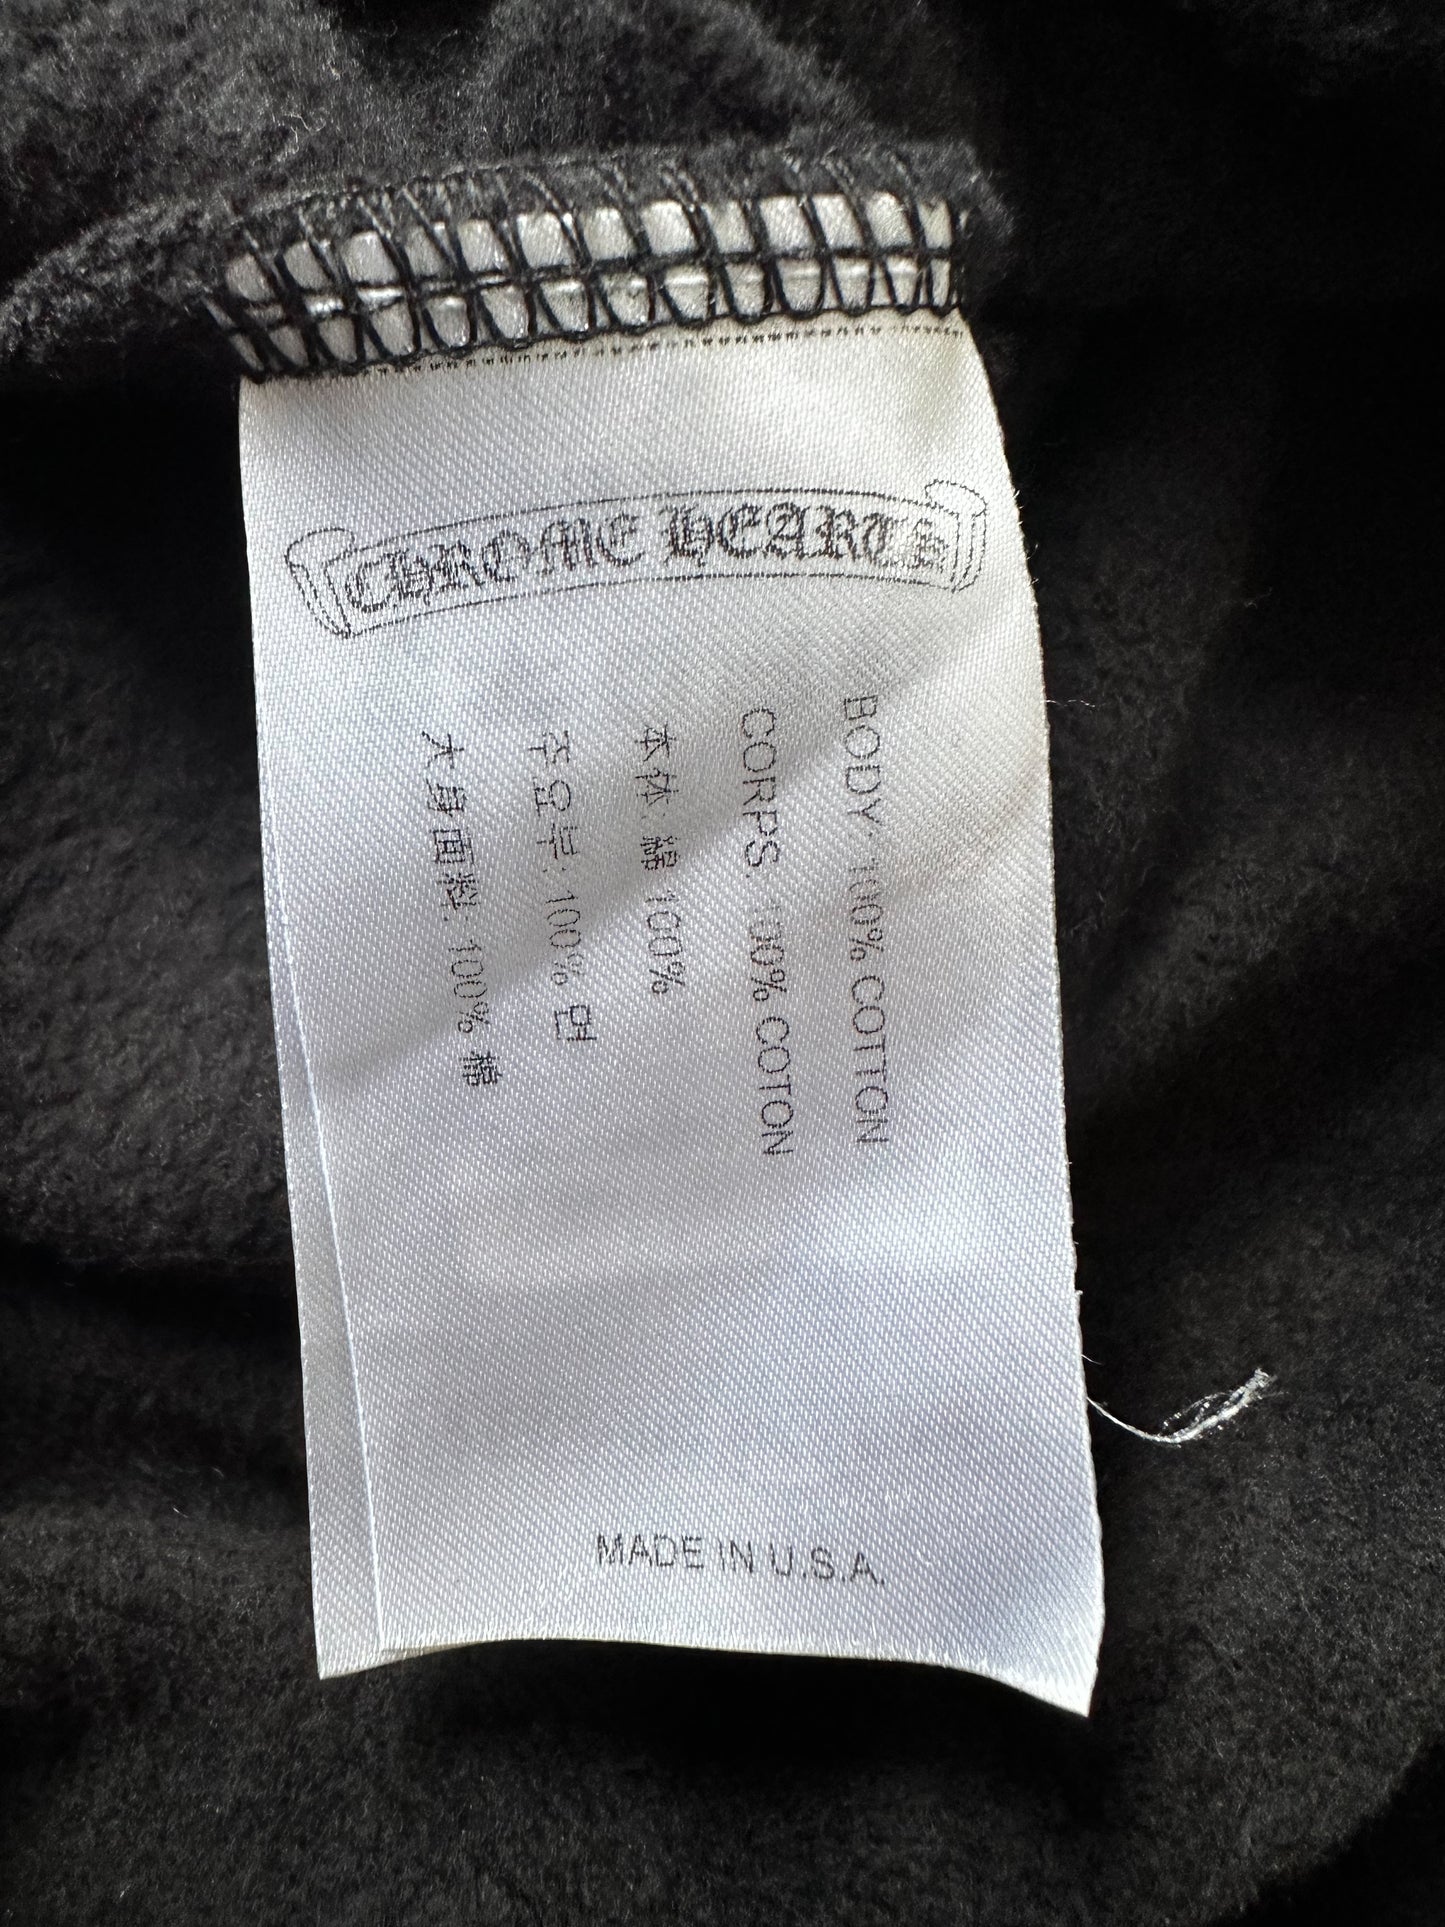 CHROME HEARTS
BODY: 100% COTTON
CORPS: 100% COTON
本体: 綿 100%
주요부: 100% 면
大身面料: 100% 棉
MADE IN U.S.A.